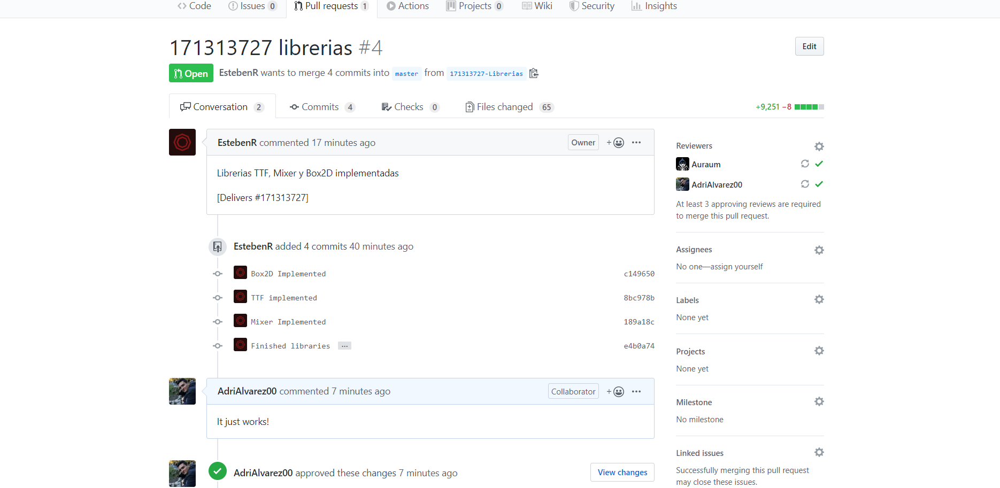 Code Issues 0 Pull requests 1 Actions Projects 0 Wiki Security Insights
171313727 librerias #4
Edit
Open EstebenR wants to merge 4 commits into master from 171313727-Librerias
Conversation 2 Commits 4 Checks 0 Files changed 65
+9,251 −8
EstebenR commented 17 minutes ago
Owner
Librerias TTF, Mixer y Box2D implementadas
[Delivers #171313727]
EstebenR added 4 commits 40 minutes ago
Box2D Implemented c149650
TTF implemented 8bc978b
Mixer Implemented 189a18c
Finished libraries ... e4b0a74
AdriAlvarez00 commented 7 minutes ago
Collaborator
It just works!
AdriAlvarez00 approved these changes 7 minutes ago
View changes
Reviewers
Auraum
AdriAlvarez00
At least 3 approving reviews are required
to merge this pull request.
Assignees
No one—assign yourself
Labels
None yet
Projects
None yet
Milestone
No milestone
Linked issues
Successfully merging this pull request
may close these issues.